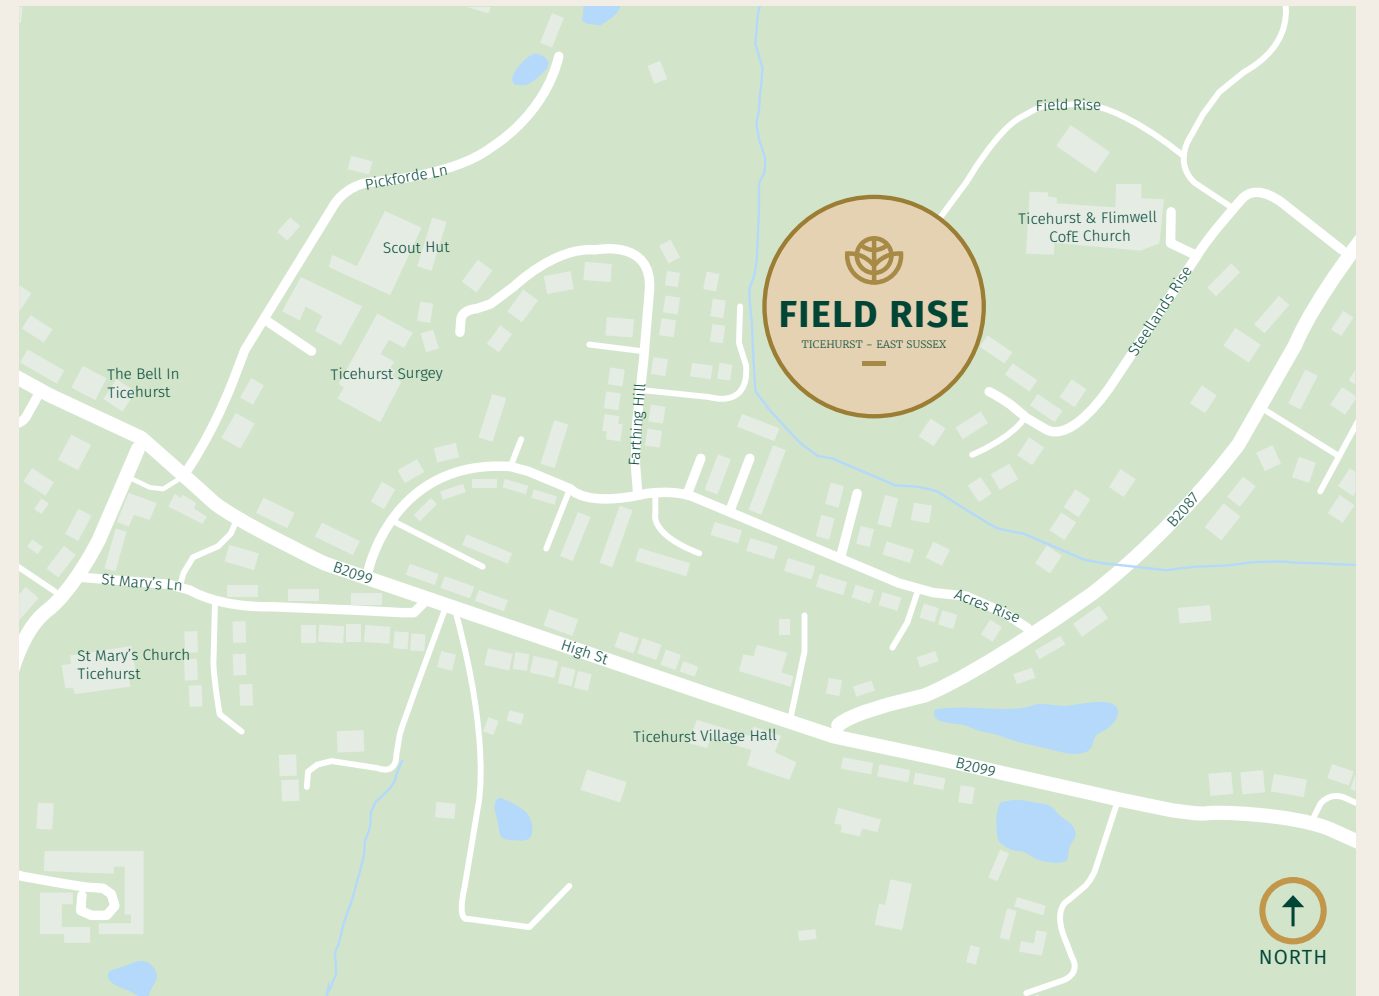 Field Rise
Pickforde Ln
Ticehurst & Flimwell
CofE Church
Scout Hut
FIELD RISE
TICEHURST – EAST SUSSEX
Steellands Rise
The Bell In
Ticehurst
Ticehurst Surgey
Farthing Hill
B2087
B2099
St Mary's Ln
Acres Rise
St Mary's Church
Ticehurst
High St
Ticehurst Village Hall
B2099
NORTH